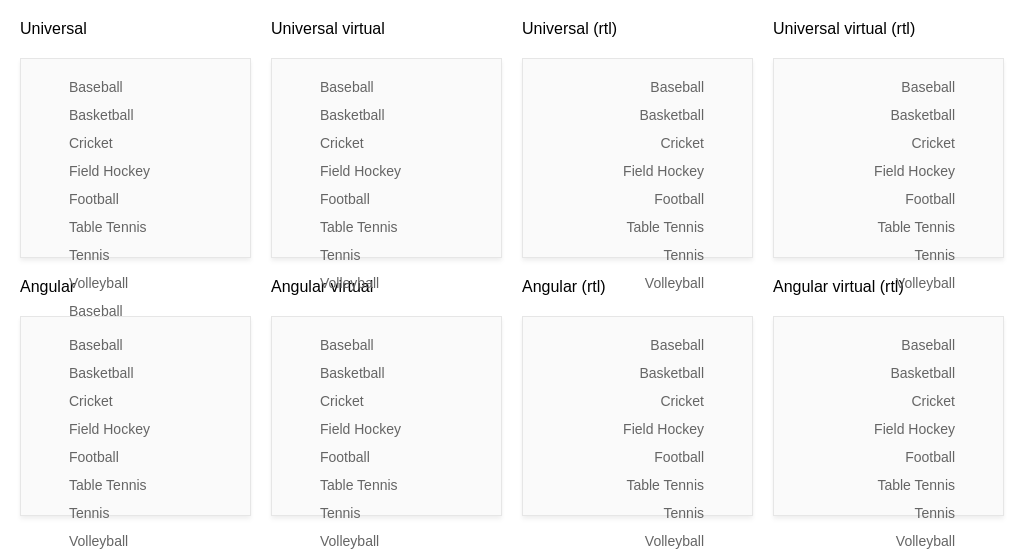 Universal
Baseball
Basketball
Cricket
Field Hockey
Football
Table Tennis
Tennis
Volleyball
Baseball
Universal virtual
Baseball
Basketball
Cricket
Field Hockey
Football
Table Tennis
Tennis
Volleyball
Universal (rtl)
Baseball
Basketball
Cricket
Field Hockey
Football
Table Tennis
Tennis
Volleyball
Universal virtual (rtl)
Baseball
Basketball
Cricket
Field Hockey
Football
Table Tennis
Tennis
Volleyball
Angular
Baseball
Basketball
Cricket
Field Hockey
Football
Table Tennis
Tennis
Volleyball
Angular virtual
Baseball
Basketball
Cricket
Field Hockey
Football
Table Tennis
Tennis
Volleyball
Angular (rtl)
Baseball
Basketball
Cricket
Field Hockey
Football
Table Tennis
Tennis
Volleyball
Angular virtual (rtl)
Baseball
Basketball
Cricket
Field Hockey
Football
Table Tennis
Tennis
Volleyball